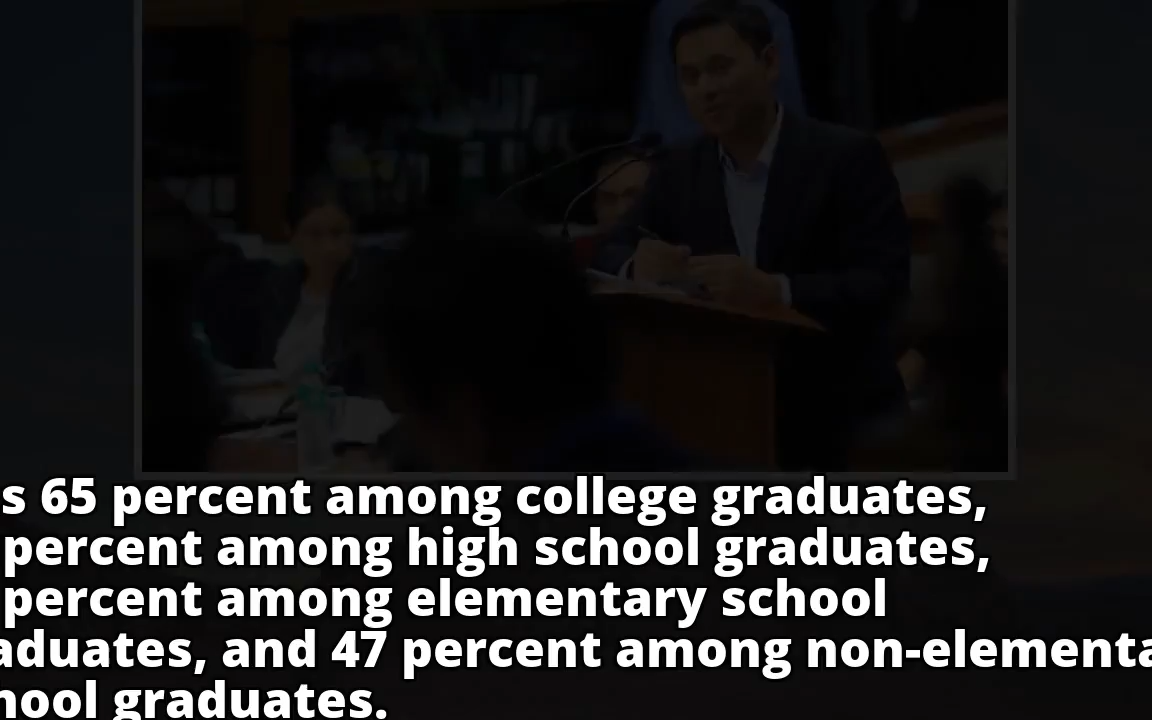 s 65 percent among college graduates,
percent among high school graduates,
percent among elementary school
aduates, and 47 percent among non-elementa
hool graduates.